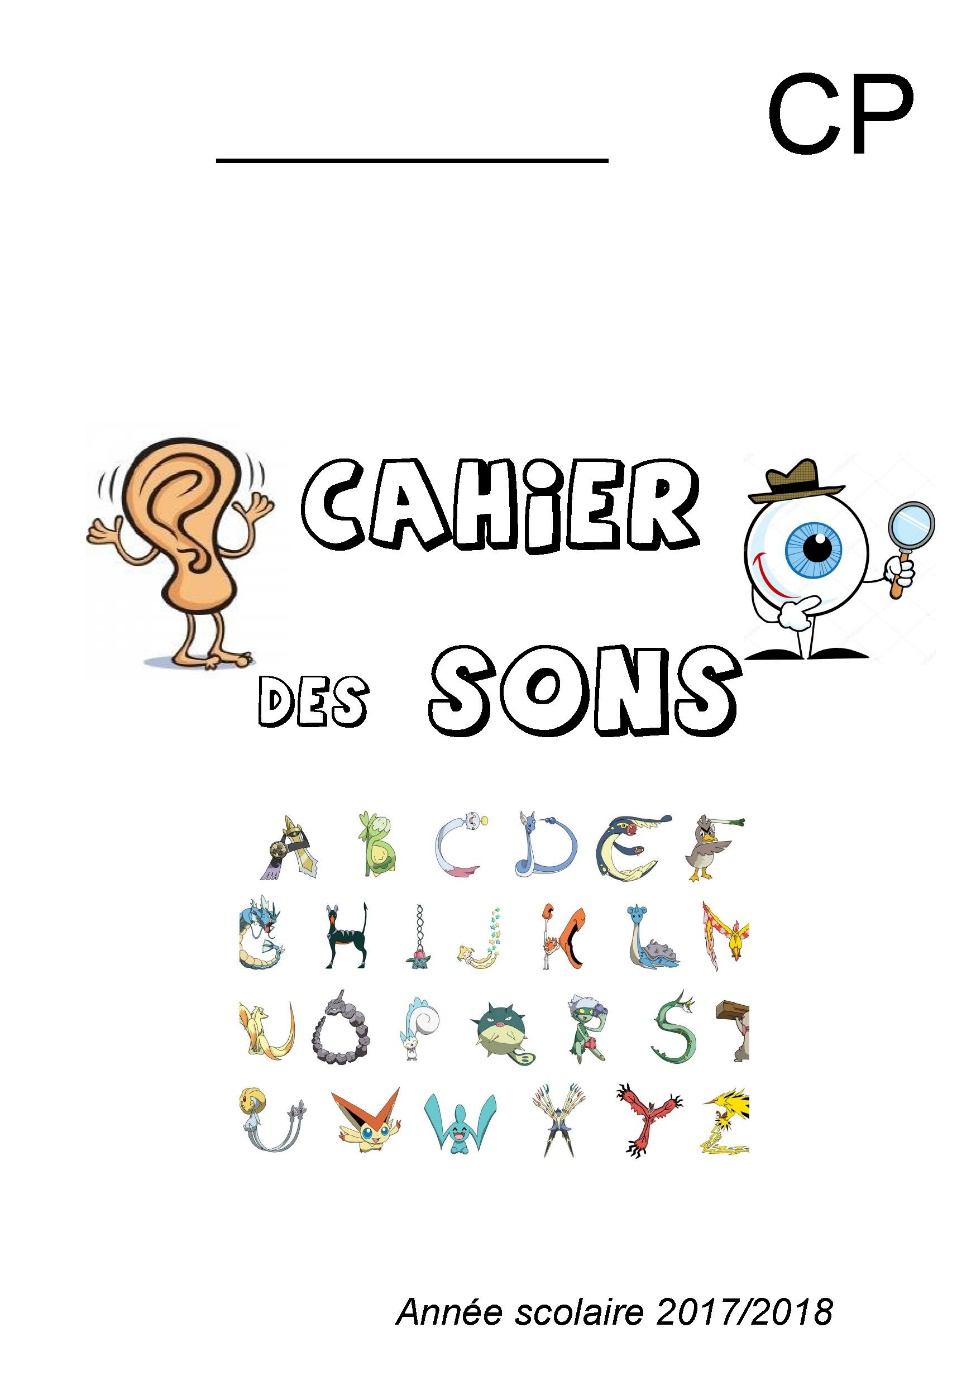 CP
CAHiER
DES SONS
A B C D E F
G H I J K L M
N O P Q R S T
U V W X Y Z
Année scolaire 2017/2018